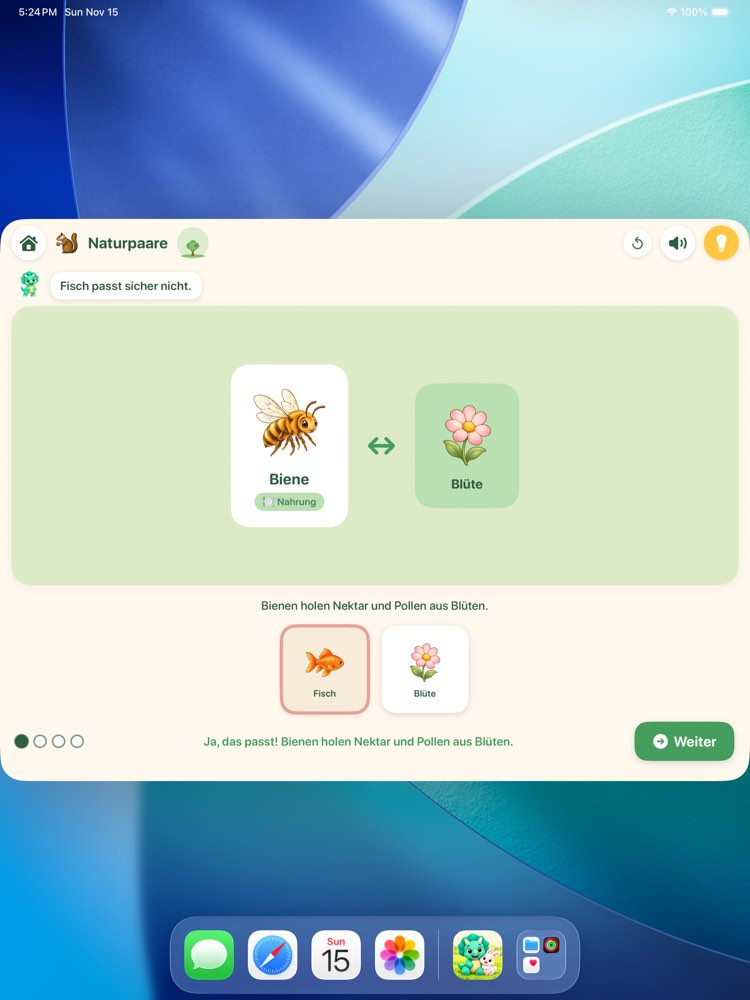 5:24 PM Sun Nov 15
100%
Naturpaare
Fisch passt sicher nicht.
Biene
Nahrung
Blüte
Bienen holen Nektar und Pollen aus Blüten.
Fisch
Blüte
Ja, das passt! Bienen holen Nektar und Pollen aus Blüten.
Weiter
Sun
15